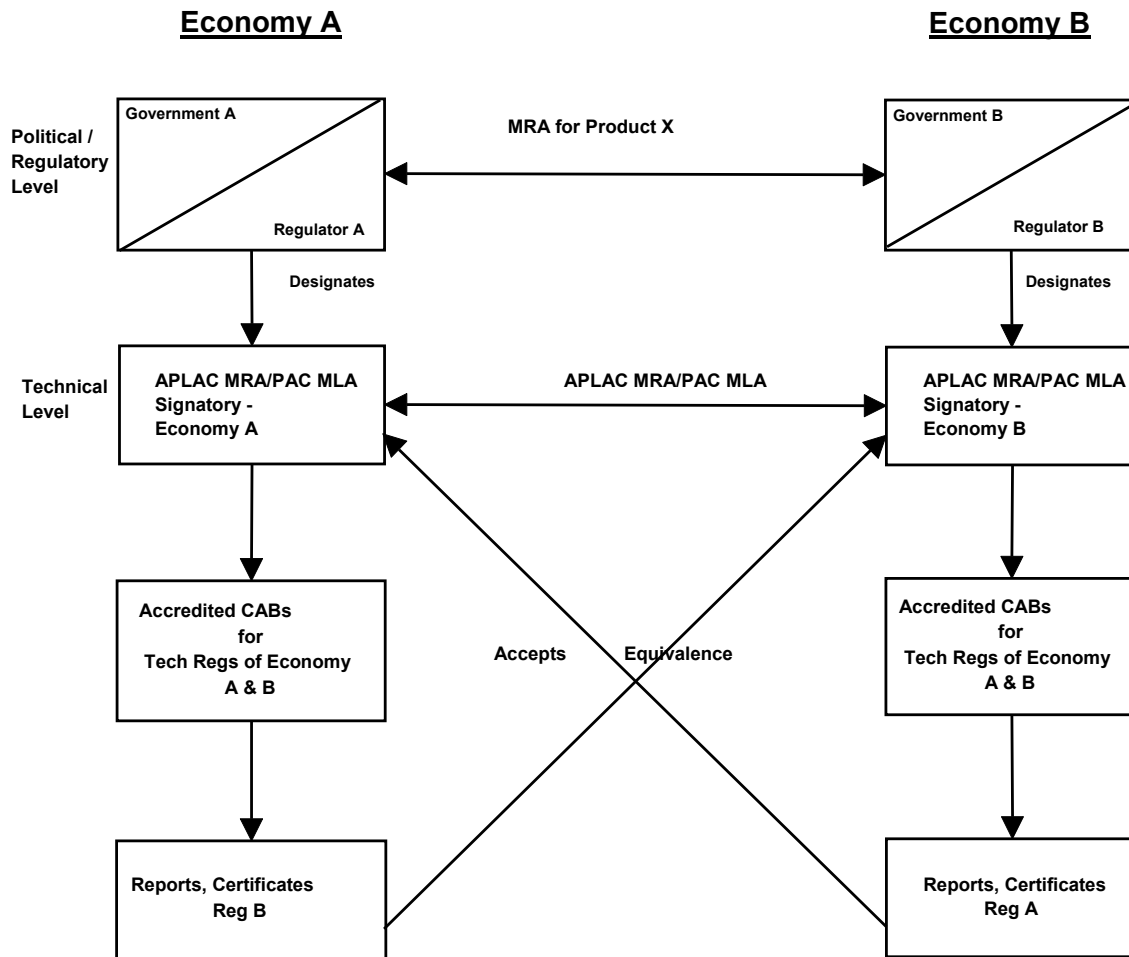 Economy A
Economy B
Government A
Government B
MRA for Product X
Political /
Regulatory
Level
Regulator A
Regulator B
Designates
Designates
Technical
Level
APLAC MRA/PAC MLA
Signatory -
Economy A
APLAC MRA/PAC MLA
APLAC MRA/PAC MLA
Signatory -
Economy B
Accredited CABs
for
Tech Regs of Economy
A & B
Accepts
Equivalence
Accredited CABs
for
Tech Regs of Economy
A & B
Reports, Certificates
Reg B
Reports, Certificates
Reg A